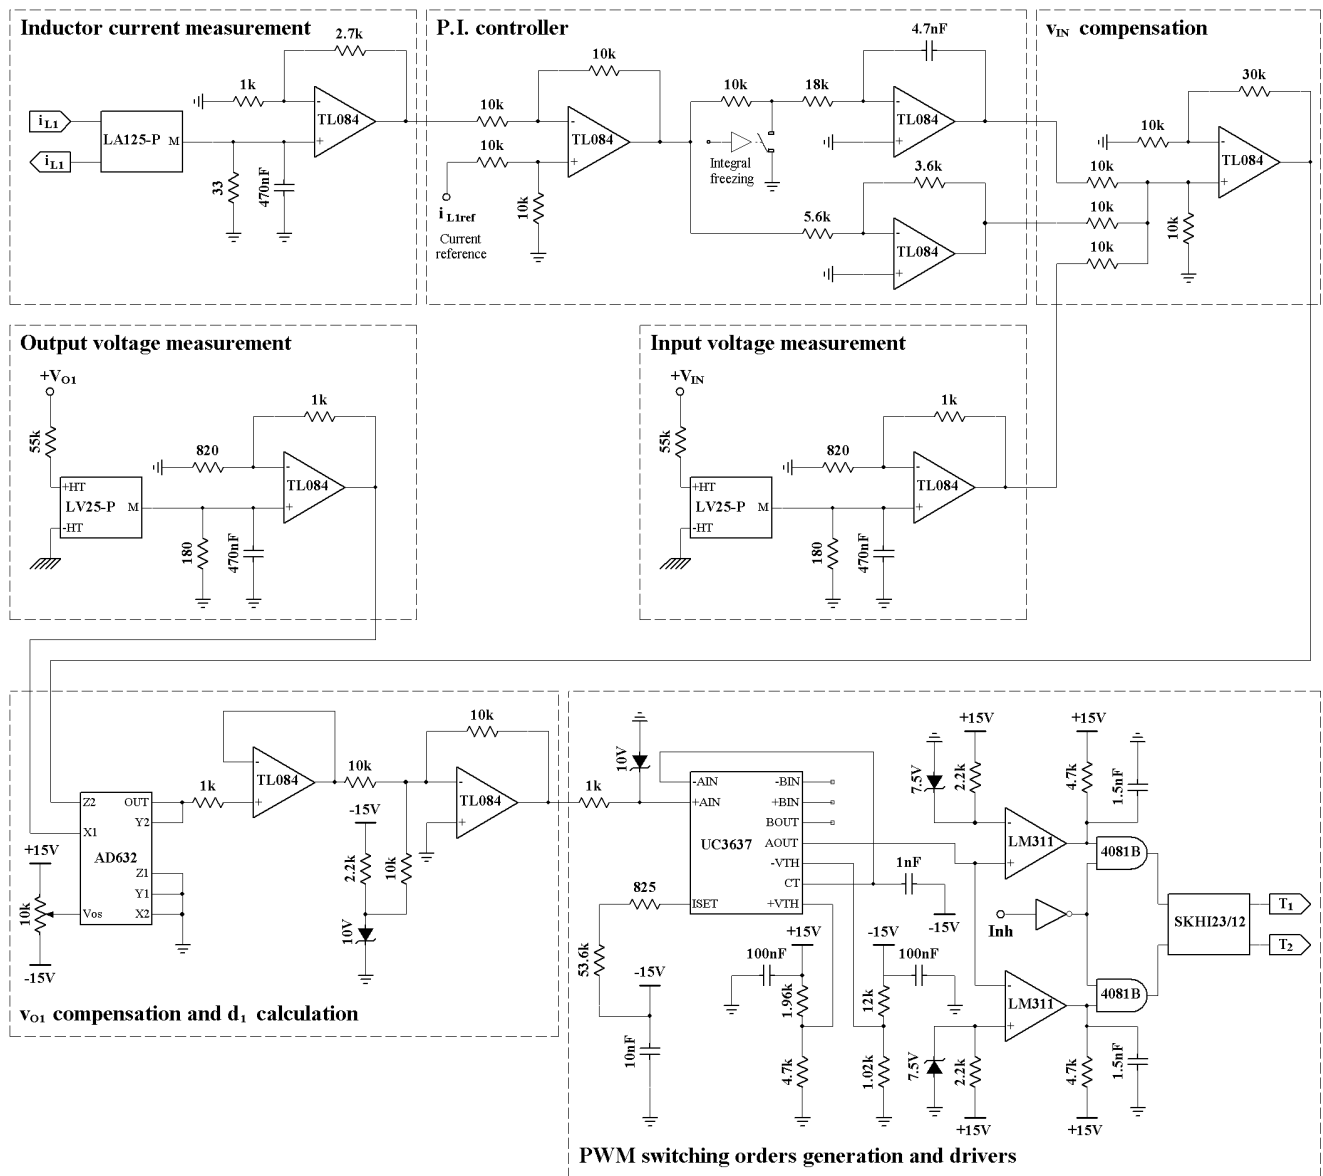 Inductor current measurement
2.7k
1k
iL1
iL1
LA125-P M
33
470nF
-
+
TL084
P.I. controller
10k
10k
10k
10k
-
+
TL084
iL1ref
Current
reference
10k
Integral
freezing
18k
4.7nF
-
+
TL084
5.6k
3.6k
-
+
TL084
vIN compensation
30k
10k
10k
10k
10k
10k
-
+
TL084
Output voltage measurement
+VO1
55k
+HT
LV25-P M
-HT
820
1k
180
470nF
-
+
TL084
Input voltage measurement
+VIN
55k
+HT
LV25-P M
-HT
820
1k
180
470nF
-
+
TL084
Z2 OUT
Y2
X1
AD632
Z1
Y1
Vos X2
+15V
10k
-15V
1k
-
+
TL084
10k
-15V
2.2k
10k
10V
10k
-
+
TL084
vO1 compensation and d1 calculation
1k
10V
-AIN -BIN
+AIN +BIN
BOUT
UC3637 AOUT
-VTH
CT
ISET +VTH
825
53.6k
-15V
10nF
1nF
-15V
+15V
100nF
1.96k
4.7k
-15V
100nF
12k
1.02k
7.5V
+15V
2.2k
+15V
4.7k
1.5nF
-
+
LM311
4081B
Inh
SKHI23/12
T1
T2
-
+
LM311
4081B
7.5V
2.2k
+15V
4.7k
+15V
1.5nF
PWM switching orders generation and drivers